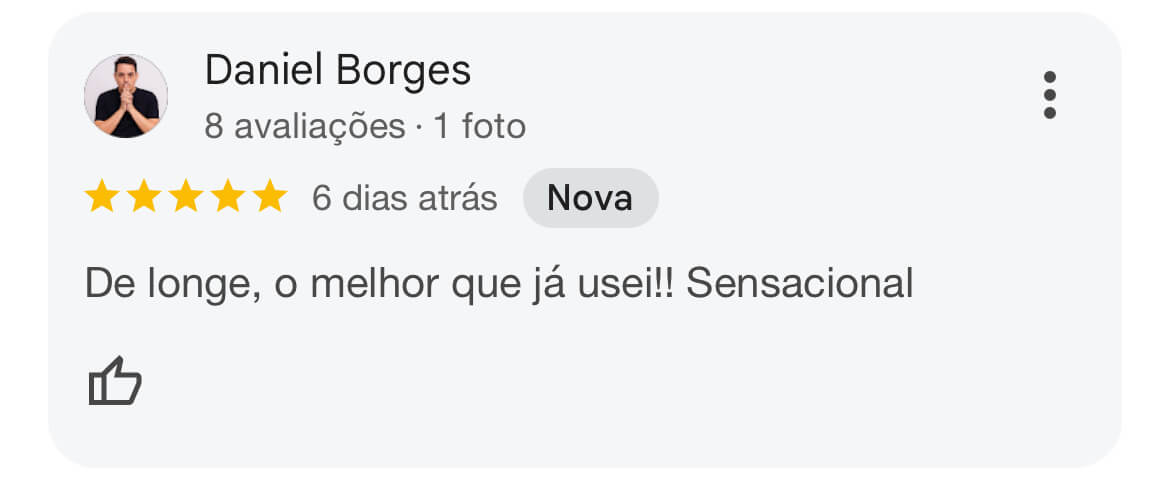 Daniel Borges
8 avaliações · 1 foto
6 dias atrás Nova
De longe, o melhor que já usei!! Sensacional